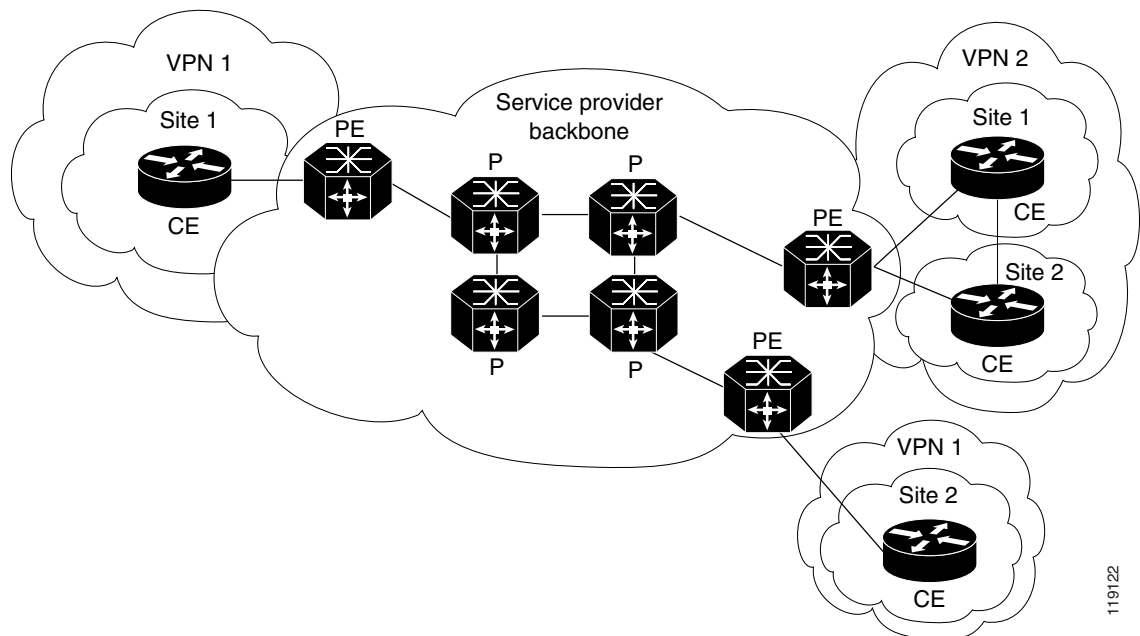 VPN 1
Site 1
CE
PE
Service provider
backbone
P
P
P
P
PE
PE
VPN 2
Site 1
CE
Site 2
CE
VPN 1
Site 2
CE
119122